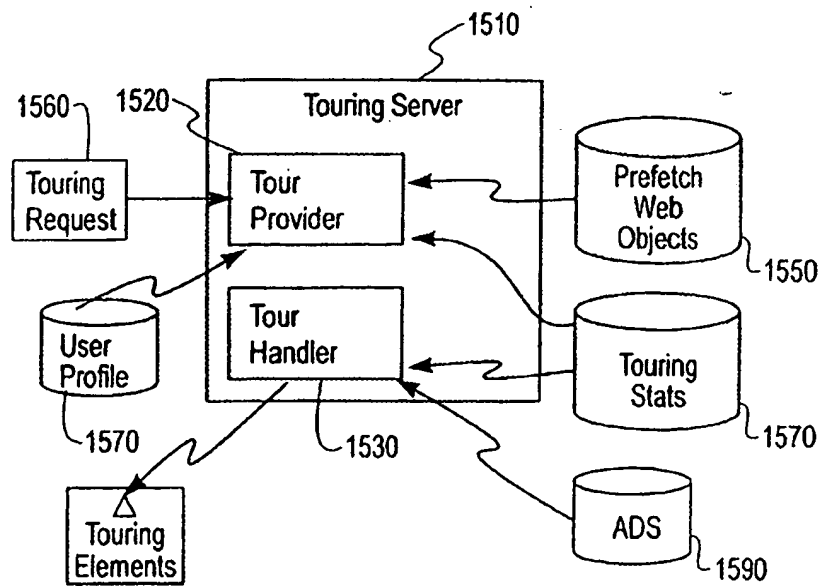 1510
1560
1520
Touring Server
Touring
Request
Tour
Provider
Prefetch
Web
Objects
1550
User
Profile
1570
Tour
Handler
1530
Touring
Stats
1570
Touring
Elements
ADS
1590